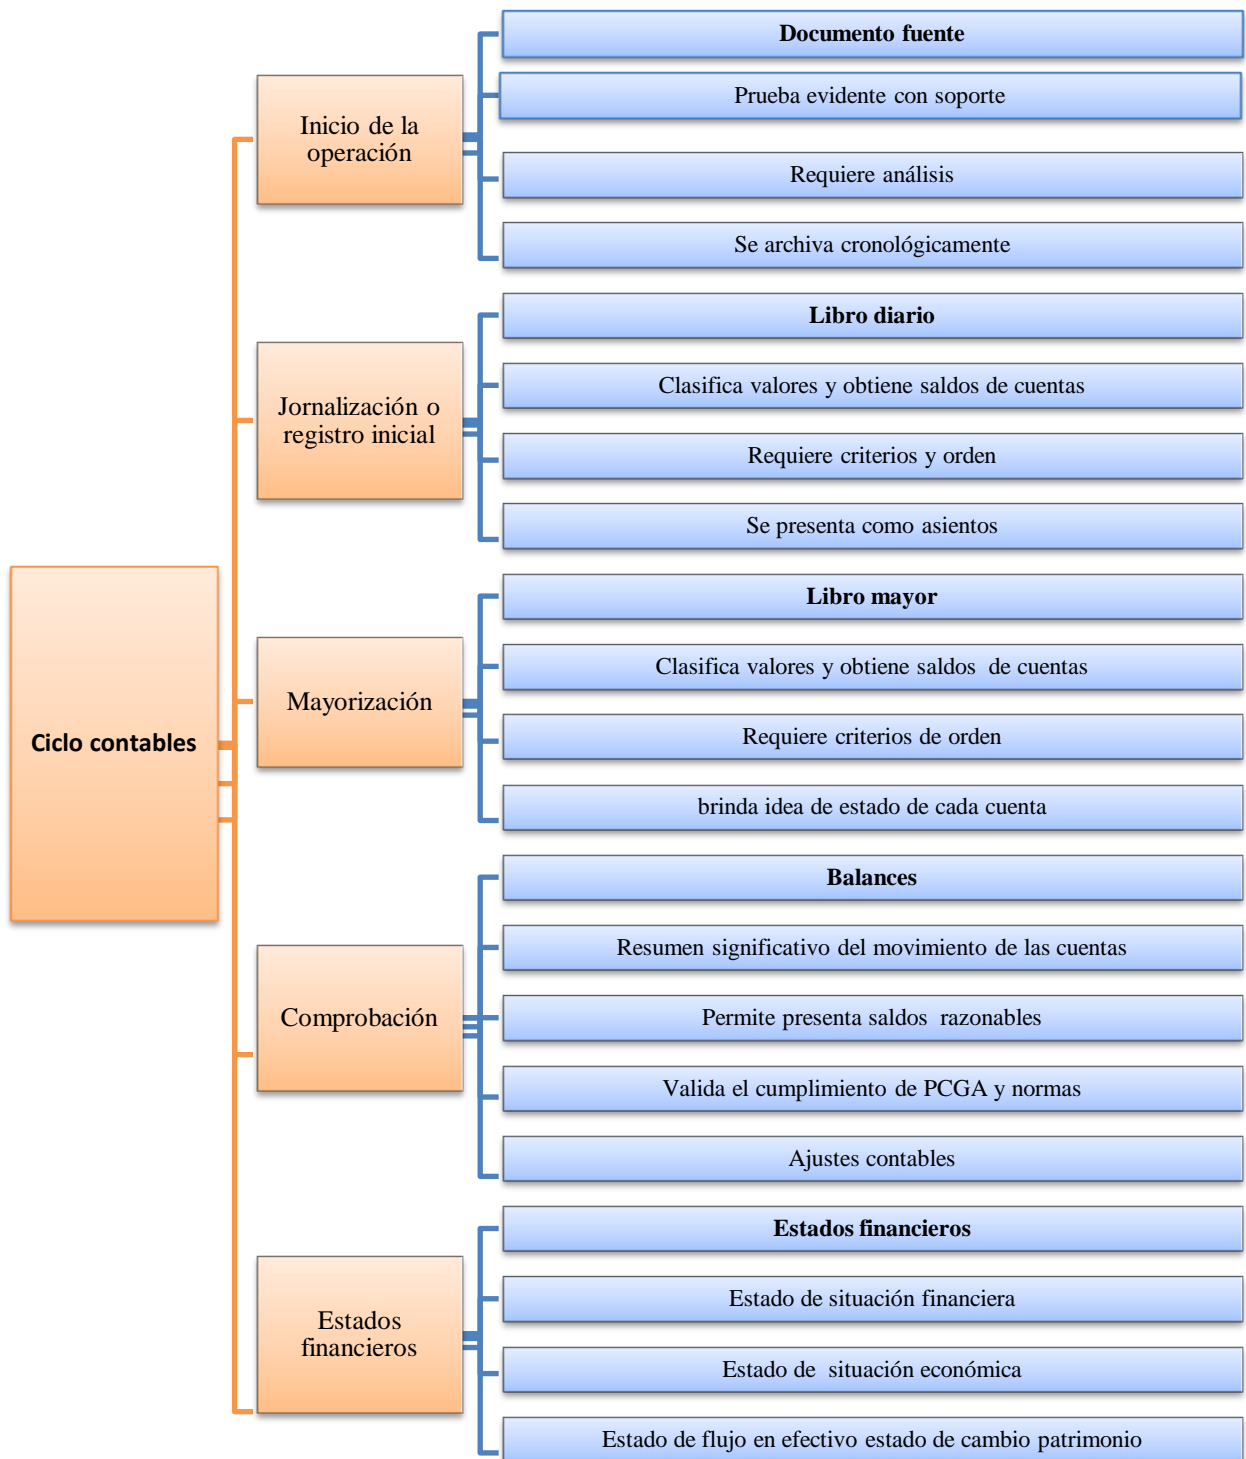 Ciclo contables
Inicio de la
operación
Documento fuente
Prueba evidente con soporte
Requiere análisis
Se archiva cronológicamente
Jornalización o
registro inicial
Libro diario
Clasifica valores y obtiene saldos de cuentas
Requiere criterios y orden
Se presenta como asientos
Mayorización
Libro mayor
Clasifica valores y obtiene saldos de cuentas
Requiere criterios de orden
brinda idea de estado de cada cuenta
Comprobación
Balances
Resumen significativo del movimiento de las cuentas
Permite presenta saldos razonables
Valida el cumplimiento de PCGA y normas
Ajustes contables
Estados
financieros
Estados financieros
Estado de situación financiera
Estado de situación económica
Estado de flujo en efectivo estado de cambio patrimonio